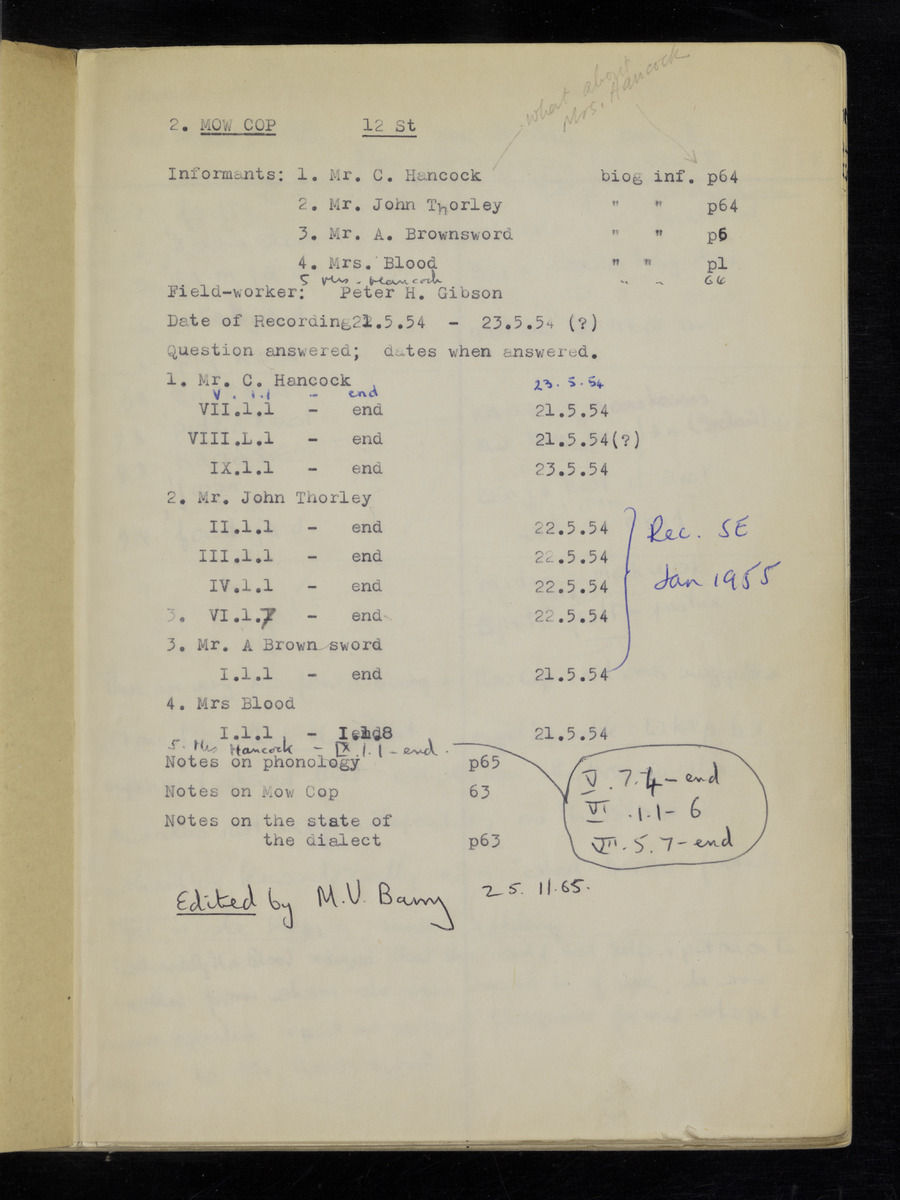 what about
Mrs. Hancock
2. MOW COP 12 St
Informants: 1. Mr. C. Hancock biog inf. p64
2. Mr. John Thorley " " p64
3. Mr. A. Brownsword " " p6
4. Mrs. Blood " " p1
5 Mrs. Hancock " " 64
Field-worker: Peter H. Gibson
Date of Recording 21.5.54 - 23.5.54 (?)
Question answered; dates when answered.
1. Mr. C. Hancock 23.5.54
V.1.1 - end
VII.1.1 - end 21.5.54
VIII.L.1 - end 21.5.54(?)
IX.1.1 - end 23.5.54
2. Mr. John Thorley
II.1.1 - end 22.5.54
Rec. SE
III.1.1 - end 22.5.54
Jan 1955
IV.1.1 - end 22.5.54
3. VI.1.7 - end 22.5.54
3. Mr. A Brown sword
I.1.1 - end 21.5.54
4. Mrs Blood
I.1.1 - I.1.8 21.5.54
5. Mrs Hancock - IX 1.1 - end.
Notes on phonology p65
V.7.4 - end
Notes on Mow Cop 63
VI.1.1 - 6
Notes on the state of
the dialect p63
VII.5.7 - end
Edited by M.V. Barry 25.11.65.